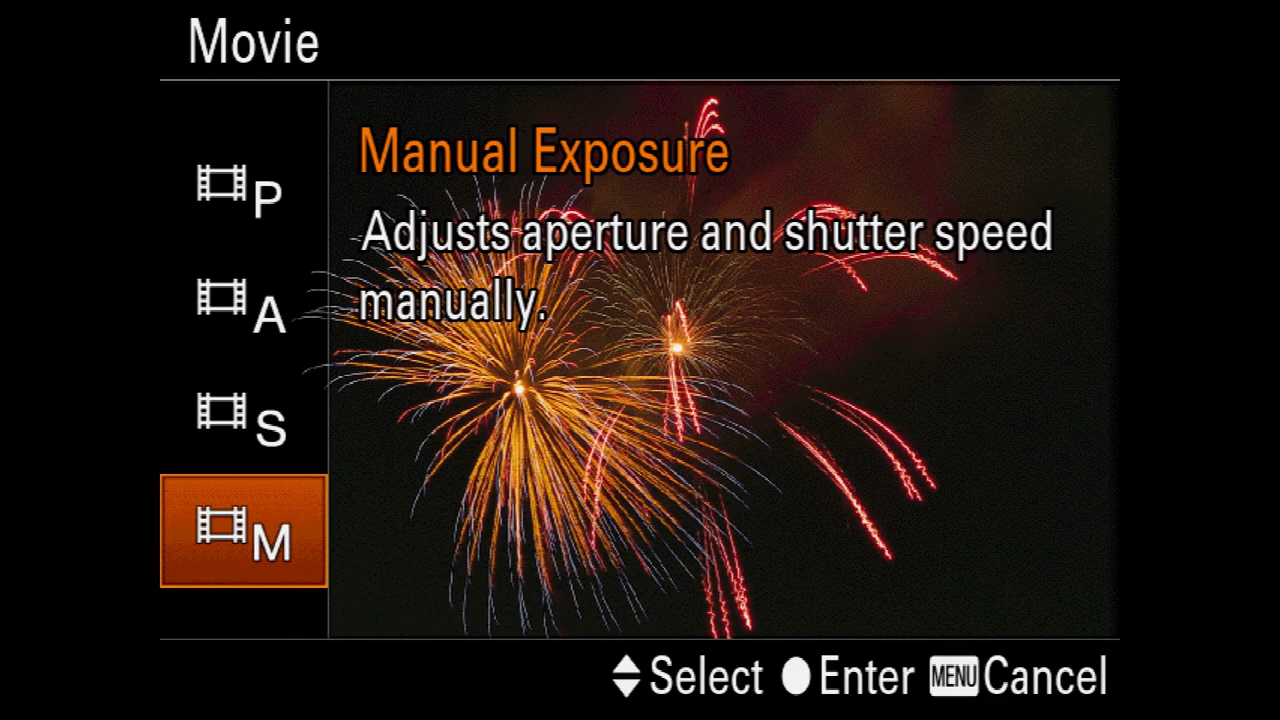 Movie
P
A
S
M
Manual Exposure
Adjusts aperture and shutter speed
manually.
Select Enter MENU Cancel